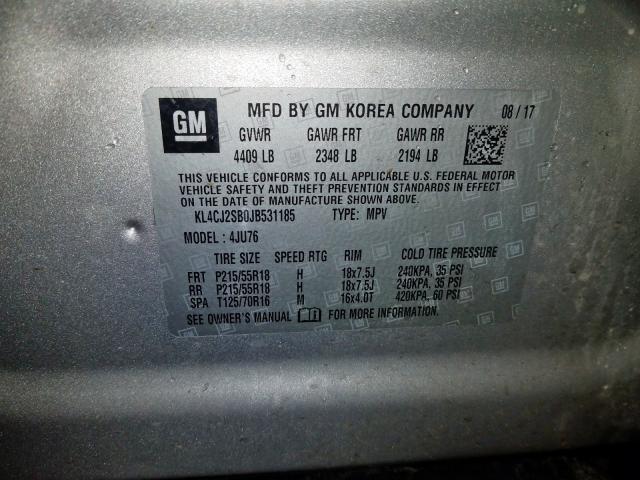 GM MFD BY GM KOREA COMPANY 08/17
GVWR GAWR FRT GAWR RR
4409 LB 2348 LB 2194 LB
THIS VEHICLE CONFORMS TO ALL APPLICABLE U.S. FEDERAL MOTOR
VEHICLE SAFETY AND THEFT PREVENTION STANDARDS IN EFFECT
ON THE DATE OF MANUFACTURE SHOWN ABOVE.
KL4CJ2SB0JB531185 TYPE: MPV
MODEL: 4JU76
TIRE SIZE SPEED RTG RIM COLD TIRE PRESSURE
FRT P215/55R18 H 18x7.5J 240KPA, 35 PSI
RR P215/55R18 H 18x7.5J 240KPA, 35 PSI
SPA T125/70R16 M 16x4.0T 420KPA, 60 PSI
SEE OWNER'S MANUAL FOR MORE INFORMATION.